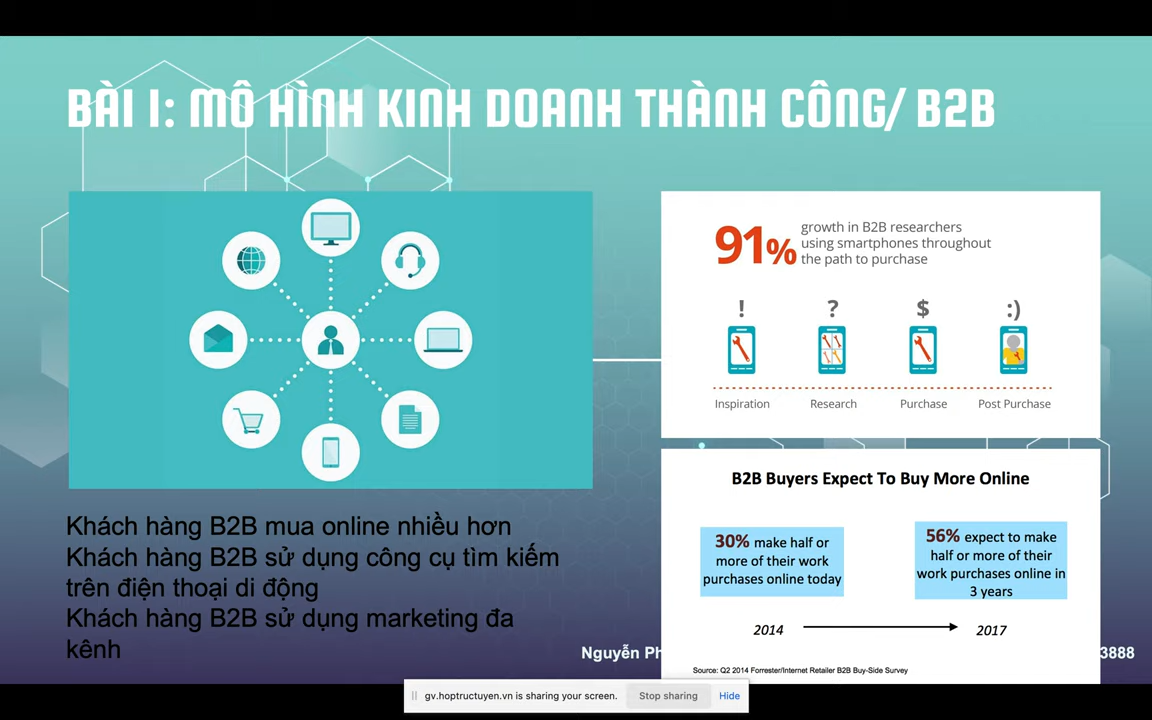 BÀI 1: MÔ HÌNH KINH DOANH THÀNH CÔNG/ B2B
91% growth in B2B researchers
using smartphones throughout
the path to purchase
! ? $ :)
Inspiration Research Purchase Post Purchase
Khách hàng B2B mua online nhiều hơn
Khách hàng B2B sử dụng công cụ tìm kiếm
trên điện thoại di động
Khách hàng B2B sử dụng marketing đa
kênh
B2B Buyers Expect To Buy More Online
30% make half or
more of their work
purchases online today
56% expect to make
half or more of their
work purchases online in
3 years
2014 2017
Source: Q2 2014 Forrester/Internet Retailer B2B Buy-Side Survey
Nguyễn 3888
gv.hoptructuyen.vn is sharing your screen. Stop sharing Hide